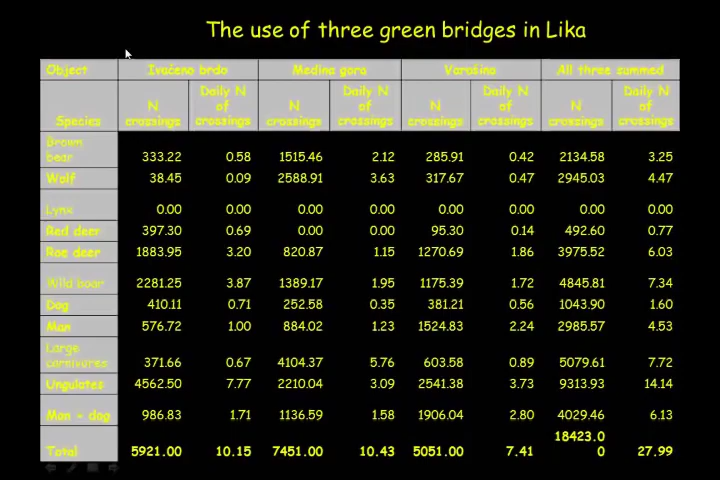 The use of three green bridges in Lika
Object Ivačeno brdo Medina gora Varošina All three summed
Species N crossings Daily N of crossings N crossings Daily N of crossings N crossings Daily N of crossings N crossings Daily N of crossings
Brown bear 333.22 0.58 1515.46 2.12 285.91 0.42 2134.58 3.25
Wolf 38.45 0.09 2588.91 3.63 317.67 0.47 2945.03 4.47
Lynx 0.00 0.00 0.00 0.00 0.00 0.00 0.00 0.00
Red deer 397.30 0.69 0.00 0.00 95.30 0.14 492.60 0.77
Roe deer 1883.95 3.20 820.87 1.15 1270.69 1.86 3975.52 6.03
Wild boar 2281.25 3.87 1389.17 1.95 1175.39 1.72 4845.81 7.34
Dog 410.11 0.71 252.58 0.35 381.21 0.56 1043.90 1.60
Man 576.72 1.00 884.02 1.23 1524.83 2.24 2985.57 4.53
Large carnivores 371.66 0.67 4104.37 5.76 603.58 0.89 5079.61 7.72
Ungulates 4562.50 7.77 2210.04 3.09 2541.38 3.73 9313.93 14.14
Man + dog 986.83 1.71 1136.59 1.58 1906.04 2.80 4029.46 6.13
Total 5921.00 10.15 7451.00 10.43 5051.00 7.41 18423.00 27.99